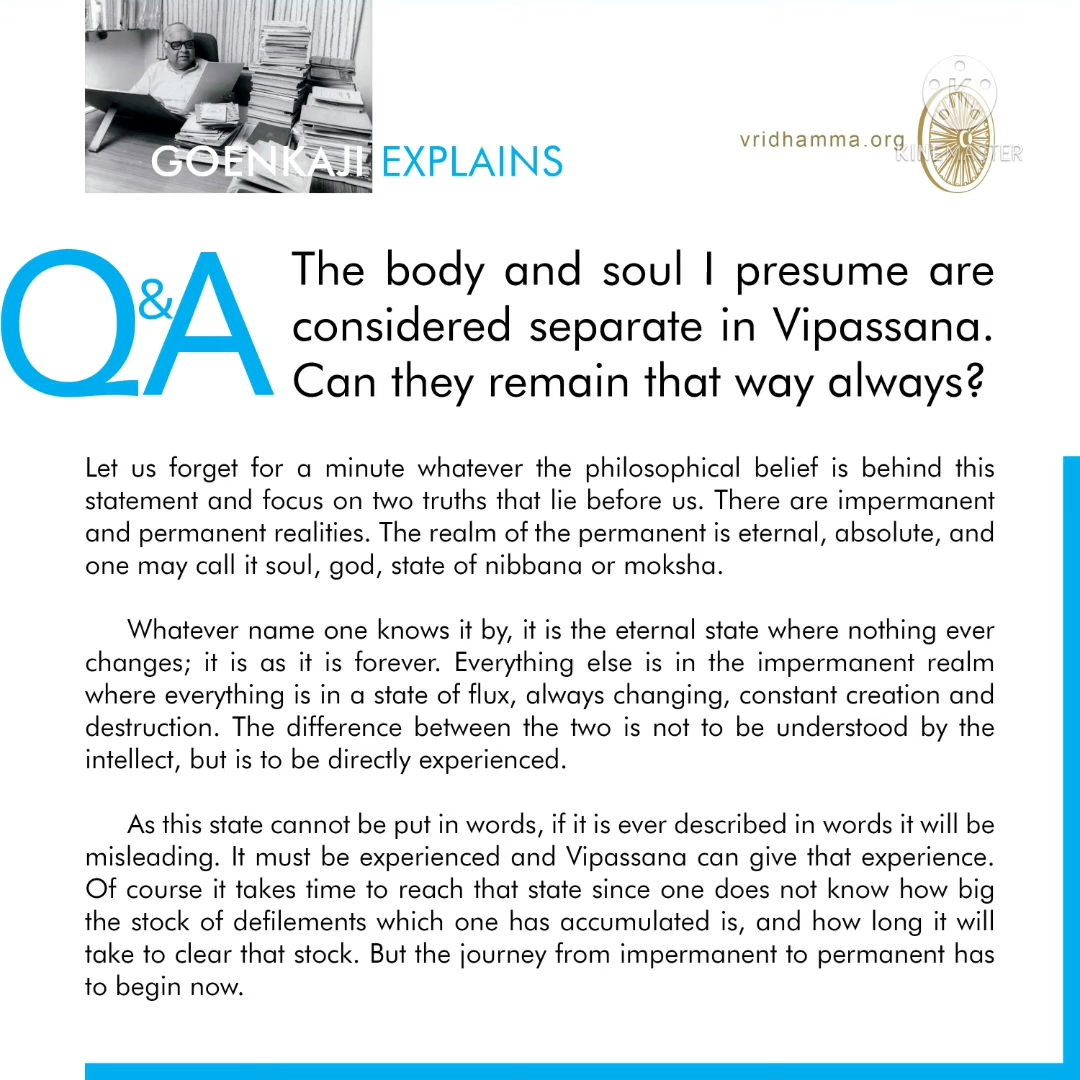 GOENKAJI EXPLAINS
vridhamma.org
KINEMASTER
Q&A
The body and soul I presume are
considered separate in Vipassana.
Can they remain that way always?
Let us forget for a minute whatever the philosophical belief is behind this
statement and focus on two truths that lie before us. There are impermanent
and permanent realities. The realm of the permanent is eternal, absolute, and
one may call it soul, god, state of nibbana or moksha.
Whatever name one knows it by, it is the eternal state where nothing ever
changes; it is as it is forever. Everything else is in the impermanent realm
where everything is in a state of flux, always changing, constant creation and
destruction. The difference between the two is not to be understood by the
intellect, but is to be directly experienced.
As this state cannot be put in words, if it is ever described in words it will be
misleading. It must be experienced and Vipassana can give that experience.
Of course it takes time to reach that state since one does not know how big
the stock of defilements which one has accumulated is, and how long it will
take to clear that stock. But the journey from impermanent to permanent has
to begin now.